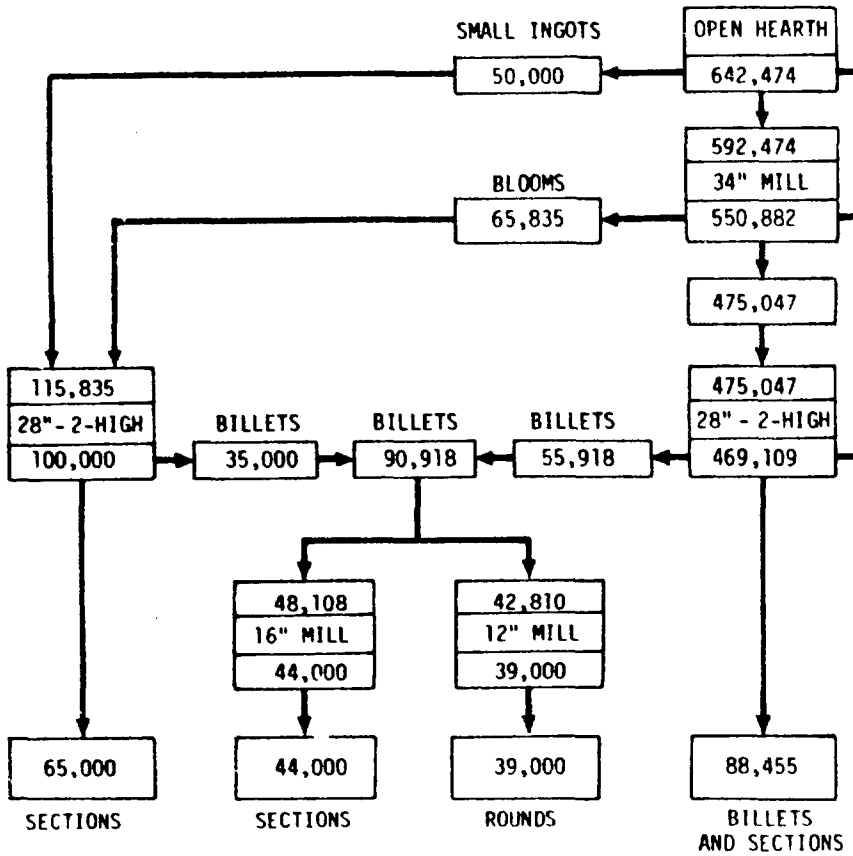 SMALL INGOTS
50,000
OPEN HEARTH
642,474
592,474
34" MILL
550,882
BLOOMS
65,835
475,047
115,835
28" - 2-HIGH
100,000
BILLETS
35,000
BILLETS
90,918
BILLETS
55,918
475,047
28" - 2-HIGH
469,109
48,108
16" MILL
44,000
42,810
12" MILL
39,000
65,000
SECTIONS
44,000
SECTIONS
39,000
ROUNDS
88,455
BILLETS
AND SECTIONS